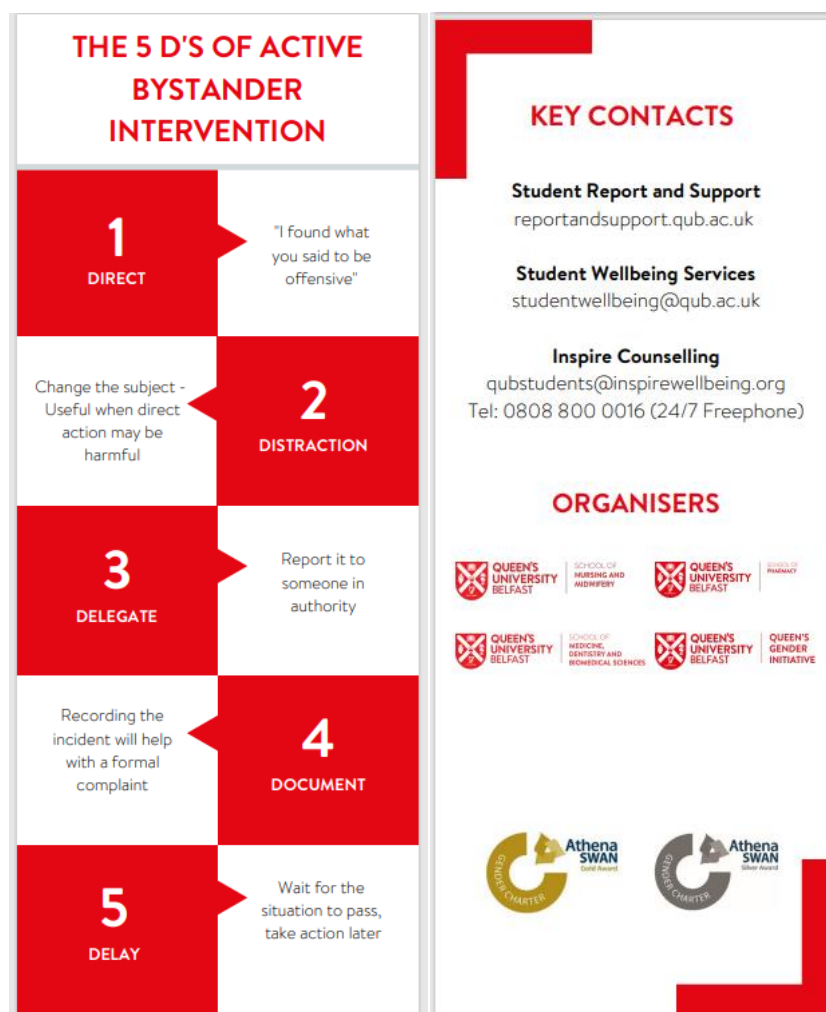 THE 5 D'S OF ACTIVE
BYSTANDER
INTERVENTION
1
DIRECT
"I found what
you said to be
offensive"
Change the subject -
Useful when direct
action may be
harmful
2
DISTRACTION
3
DELEGATE
Report it to
someone in
authority
Recording the
incident will help
with a formal
complaint
4
DOCUMENT
5
DELAY
Wait for the
situation to pass,
take action later
KEY CONTACTS
Student Report and Support
reportandsupport.qub.ac.uk
Student Wellbeing Services
studentwellbeing@qub.ac.uk
Inspire Counselling
qubstudents@inspirewellbeing.org
Tel: 0808 800 0016 (24/7 Freephone)
ORGANISERS
QUEEN'S
UNIVERSITY
BELFAST
SCHOOL OF
NURSING AND
MIDWIFERY
QUEEN'S
UNIVERSITY
BELFAST
SCHOOL OF
PHARMACY
QUEEN'S
UNIVERSITY
BELFAST
SCHOOL OF
MEDICINE,
DENTISTRY AND
BIOMEDICAL SCIENCES
QUEEN'S
UNIVERSITY
BELFAST
QUEEN'S
GENDER
INITIATIVE
Athena
SWAN
Gold Award
GENDER CHARTER
Athena
SWAN
Silver Award
GENDER CHARTER